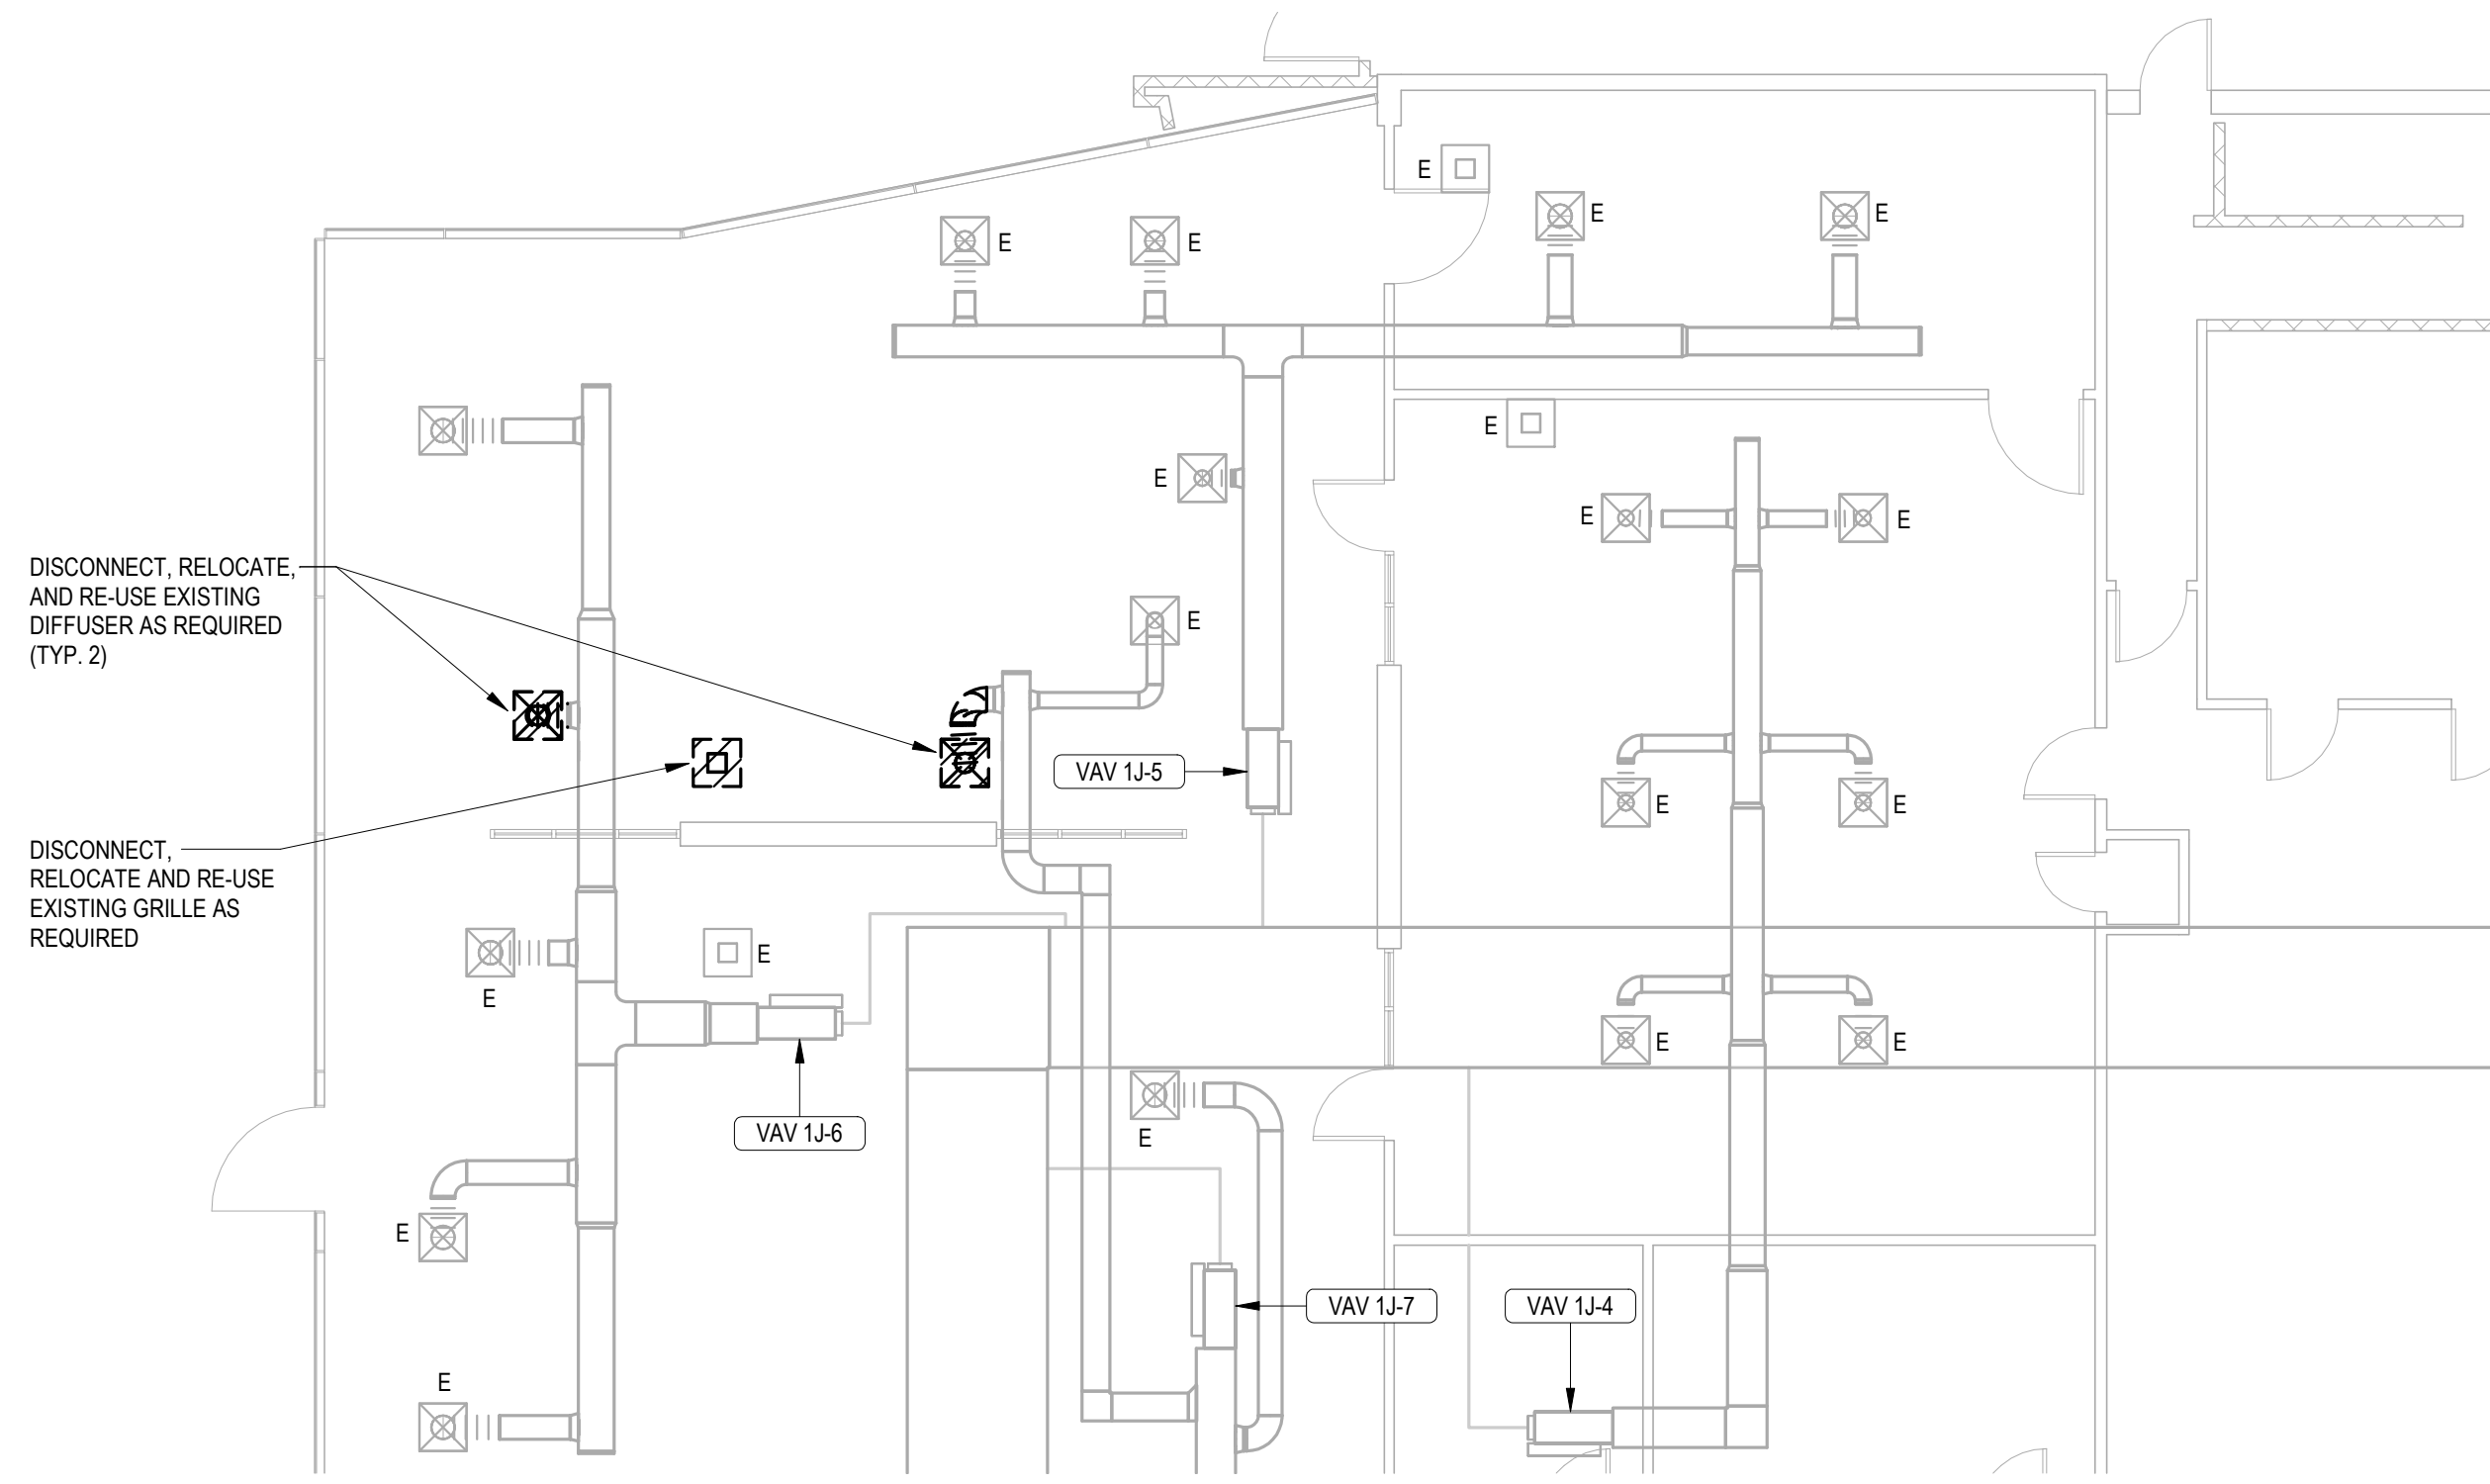 E
E
E
E
E
E
E
E
E
DISCONNECT, RELOCATE,
AND RE-USE EXISTING
DIFFUSER AS REQUIRED
(TYP. 2)
E
VAV 1J-5
E
E
DISCONNECT,
RELOCATE AND RE-USE
EXISTING GRILLE AS
REQUIRED
E
E
E
E
VAV 1J-6
E
E
VAV 1J-7
VAV 1J-4
E